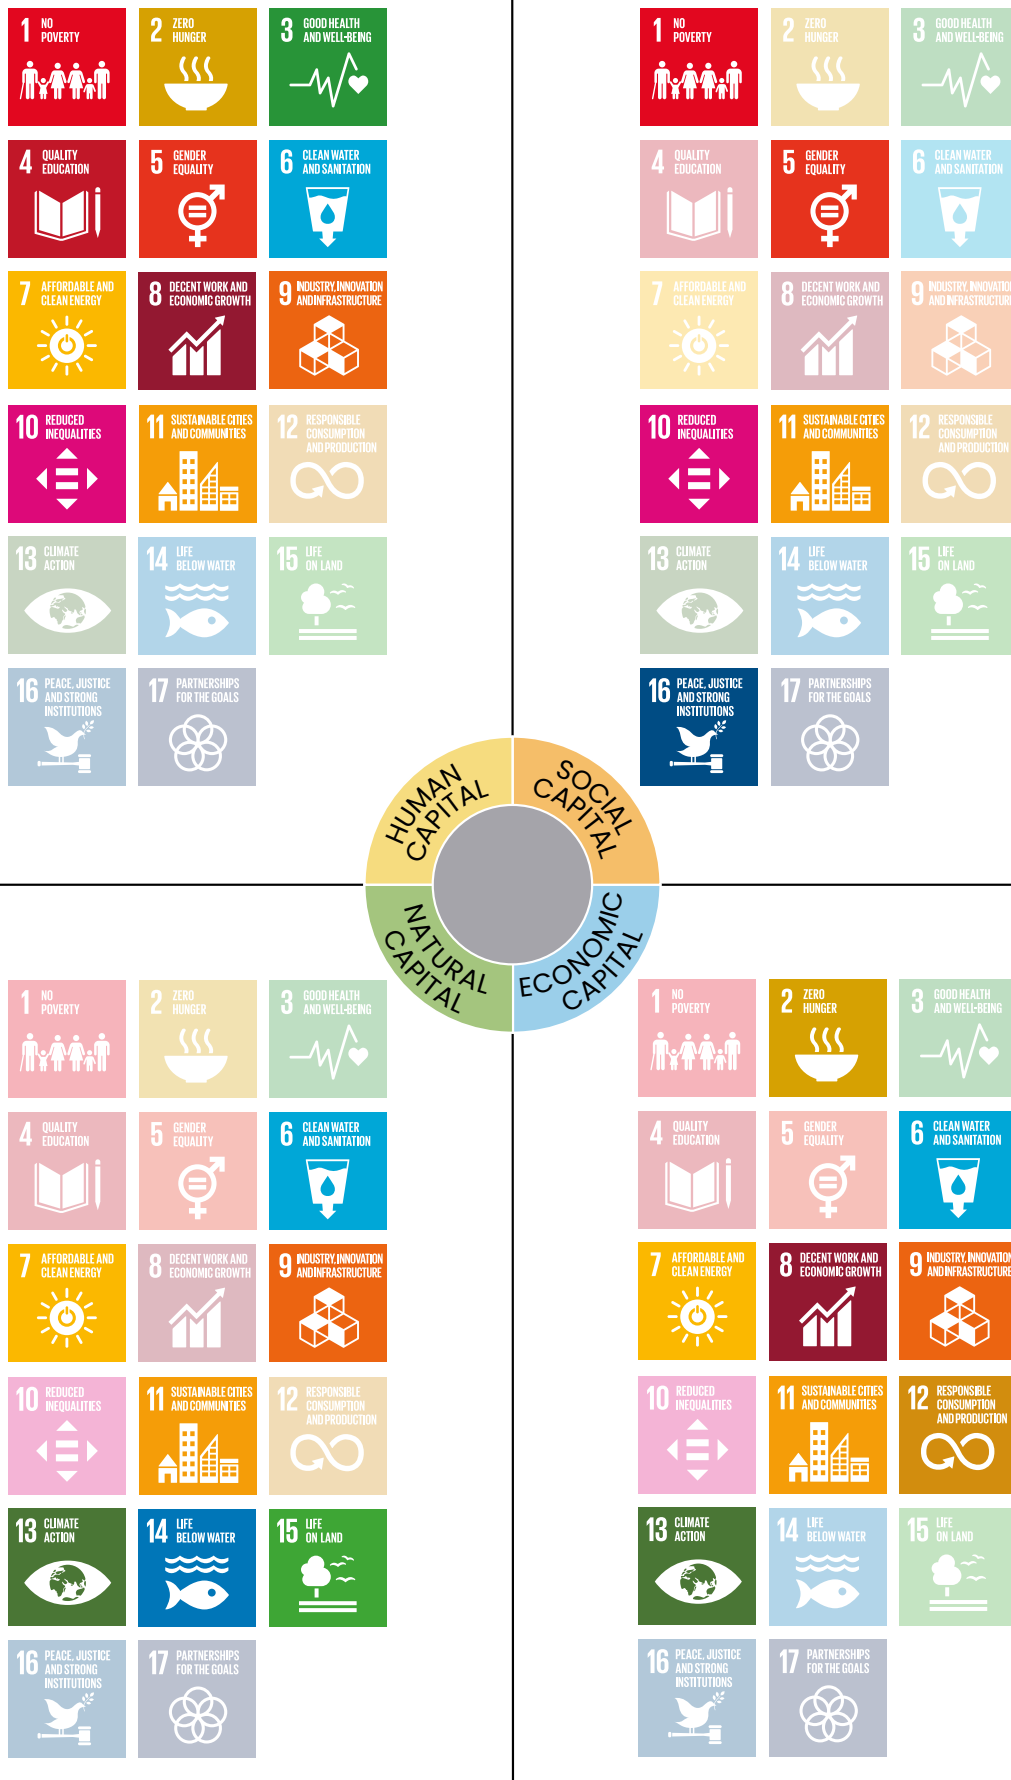 1 NO
POVERTY
2 ZERO
HUNGER
3 GOOD HEALTH
AND WELL-BEING
4 QUALITY
EDUCATION
5 GENDER
EQUALITY
6 CLEAN WATER
AND SANITATION
7 AFFORDABLE AND
CLEAN ENERGY
8 DECENT WORK AND
ECONOMIC GROWTH
9 INDUSTRY, INNOVATION
AND INFRASTRUCTURE
10 REDUCED
INEQUALITIES
11 SUSTAINABLE CITIES
AND COMMUNITIES
12 RESPONSIBLE
CONSUMPTION
AND PRODUCTION
13 CLIMATE
ACTION
14 LIFE
BELOW WATER
15 LIFE
ON LAND
16 PEACE, JUSTICE
AND STRONG
INSTITUTIONS
17 PARTNERSHIPS
FOR THE GOALS
1 NO
POVERTY
2 ZERO
HUNGER
3 GOOD HEALTH
AND WELL-BEING
4 QUALITY
EDUCATION
5 GENDER
EQUALITY
6 CLEAN WATER
AND SANITATION
7 AFFORDABLE AND
CLEAN ENERGY
8 DECENT WORK AND
ECONOMIC GROWTH
9 INDUSTRY, INNOVATION
AND INFRASTRUCTURE
10 REDUCED
INEQUALITIES
11 SUSTAINABLE CITIES
AND COMMUNITIES
12 RESPONSIBLE
CONSUMPTION
AND PRODUCTION
13 CLIMATE
ACTION
14 LIFE
BELOW WATER
15 LIFE
ON LAND
16 PEACE, JUSTICE
AND STRONG
INSTITUTIONS
17 PARTNERSHIPS
FOR THE GOALS
HUMAN
CAPITAL
SOCIAL
CAPITAL
NATURAL
CAPITAL
ECONOMIC
CAPITAL
1 NO
POVERTY
2 ZERO
HUNGER
3 GOOD HEALTH
AND WELL-BEING
4 QUALITY
EDUCATION
5 GENDER
EQUALITY
6 CLEAN WATER
AND SANITATION
7 AFFORDABLE AND
CLEAN ENERGY
8 DECENT WORK AND
ECONOMIC GROWTH
9 INDUSTRY, INNOVATION
AND INFRASTRUCTURE
10 REDUCED
INEQUALITIES
11 SUSTAINABLE CITIES
AND COMMUNITIES
12 RESPONSIBLE
CONSUMPTION
AND PRODUCTION
13 CLIMATE
ACTION
14 LIFE
BELOW WATER
15 LIFE
ON LAND
16 PEACE, JUSTICE
AND STRONG
INSTITUTIONS
17 PARTNERSHIPS
FOR THE GOALS
1 NO
POVERTY
2 ZERO
HUNGER
3 GOOD HEALTH
AND WELL-BEING
4 QUALITY
EDUCATION
5 GENDER
EQUALITY
6 CLEAN WATER
AND SANITATION
7 AFFORDABLE AND
CLEAN ENERGY
8 DECENT WORK AND
ECONOMIC GROWTH
9 INDUSTRY, INNOVATION
AND INFRASTRUCTURE
10 REDUCED
INEQUALITIES
11 SUSTAINABLE CITIES
AND COMMUNITIES
12 RESPONSIBLE
CONSUMPTION
AND PRODUCTION
13 CLIMATE
ACTION
14 LIFE
BELOW WATER
15 LIFE
ON LAND
16 PEACE, JUSTICE
AND STRONG
INSTITUTIONS
17 PARTNERSHIPS
FOR THE GOALS